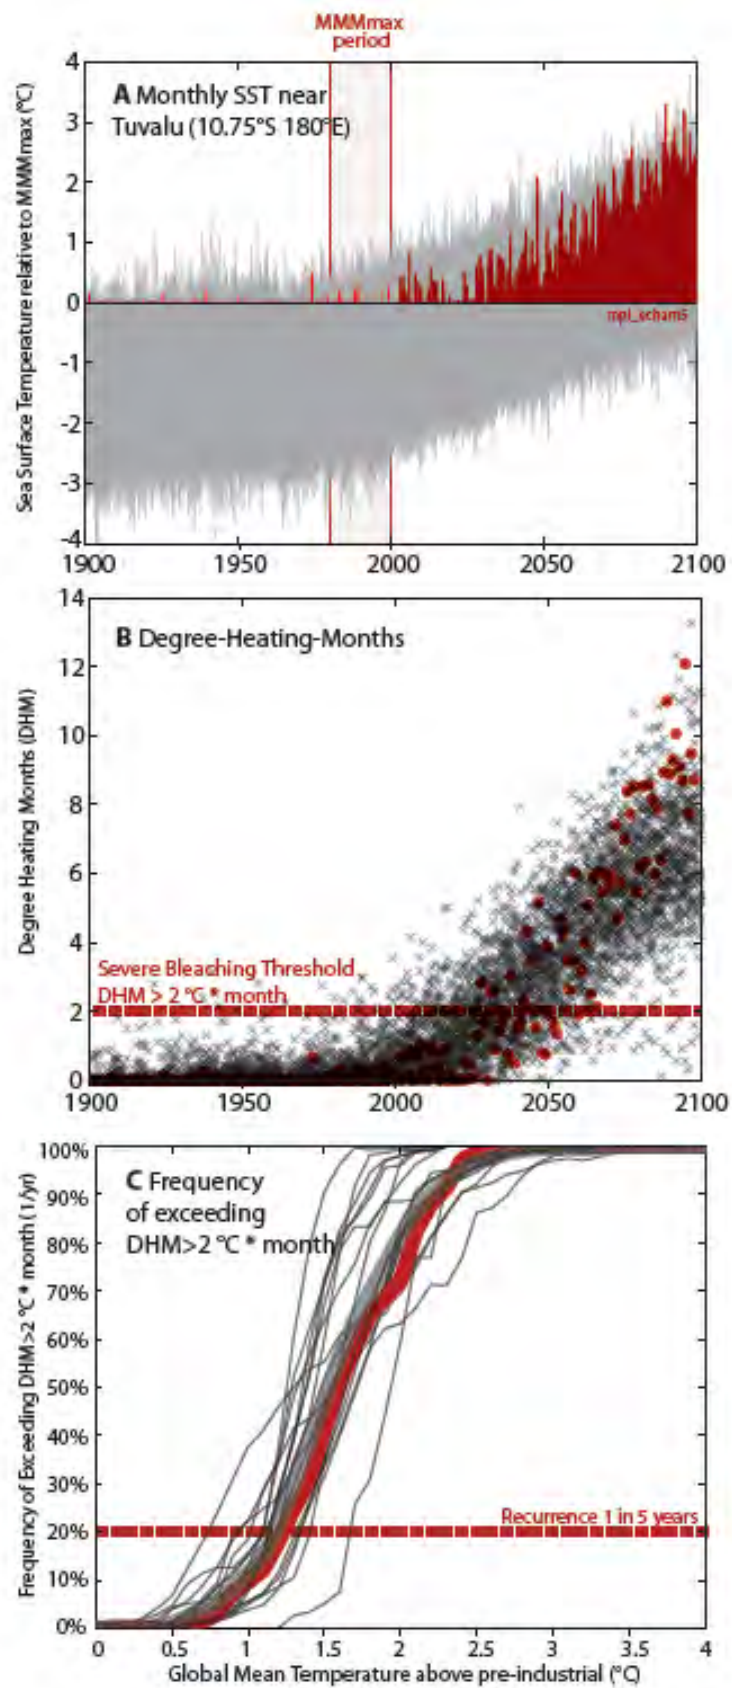 MMMmax
period
Sea Surface Temperature relative to MMMmax (°C)
4
3
2
1
0
-1
-2
-3
-4
A Monthly SST near
Tuvalu (10.75°S 180°E)
mpi_echam5
1900
1950
2000
2050
2100
Degree Heating Months (DHM)
14
12
10
8
6
4
2
0
B Degree-Heating-Months
Severe Bleaching Threshold
DHM > 2 °C * month
1900
1950
2000
2050
2100
Frequency of Exceeding DHM>2 °C * month (1/yr)
100%
90%
80%
70%
60%
50%
40%
30%
20%
10%
0%
C Frequency
of exceeding
DHM>2 °C * month
Recurrence 1 in 5 years
0
0.5
1
1.5
2
2.5
3
3.5
4
Global Mean Temperature above pre-industrial (°C)